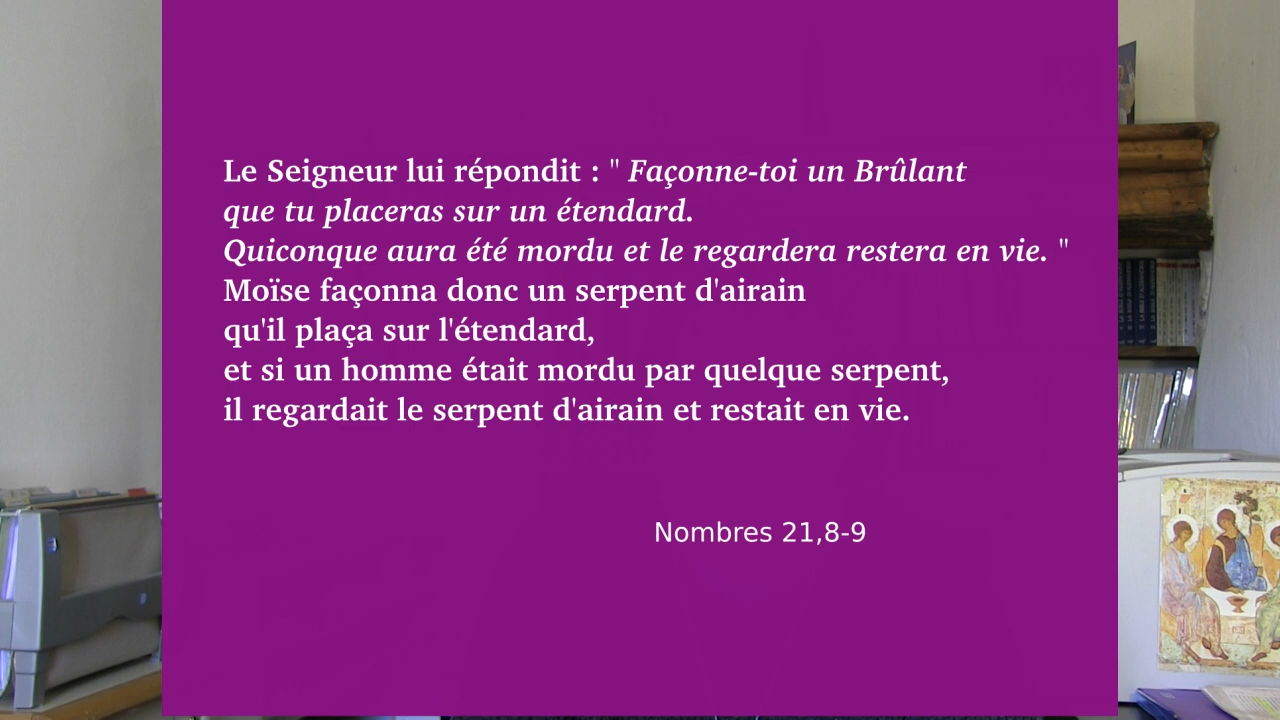 Le Seigneur lui répondit : " Façonne-toi un Brûlant
que tu placeras sur un étendard.
Quiconque aura été mordu et le regardera restera en vie. "
Moïse façonna donc un serpent d'airain
qu'il plaça sur l'étendard,
et si un homme était mordu par quelque serpent,
il regardait le serpent d'airain et restait en vie.
Nombres 21,8-9